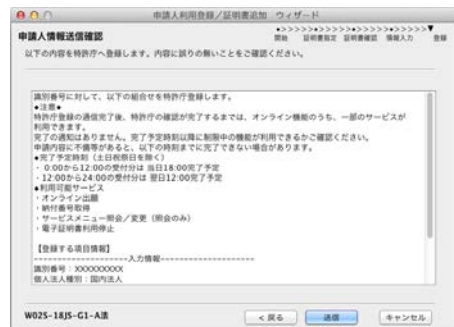 申請人利用登録／証明書追加 ウィザード
申請人情報送信確認
●>>>>>●>>>>>●>>>>>●>>>>>▼
開始 証明書指定 証明書確認 情報入力 登録
以下の内容を特許庁へ登録します。内容に誤りの無いことをご確認ください。
識別番号に対して、以下の組合せを特許庁登録します。
●注意●
特許庁登録の通信完了後、特許庁の確認が完了するまでは、オンライン機能のうち、一部のサービスが
利用できます。
完了の通知はありません。完了予定時刻以降に制限中の機能が利用できるかご確認ください。
申請内容に不備等があると、以下の時刻までに完了できない場合があります。
◆完了予定時刻（土日祝祭日を除く）
・ 0:00から12:00の受付分は 当日18:00完了予定
・12:00から24:00の受付分は 翌日12:00完了予定
◆利用可能サービス
・オンライン出願
・納付番号取得
・サービスメニュー照会／変更（照会のみ）
・電子証明書利用停止
【登録する項目情報】
--------------------入力情報--------------------
識別番号：XXXXXXXXX
個人法人種別：国内法人
W02S-18JS-G1-A法
< 戻る
送信
キャンセル